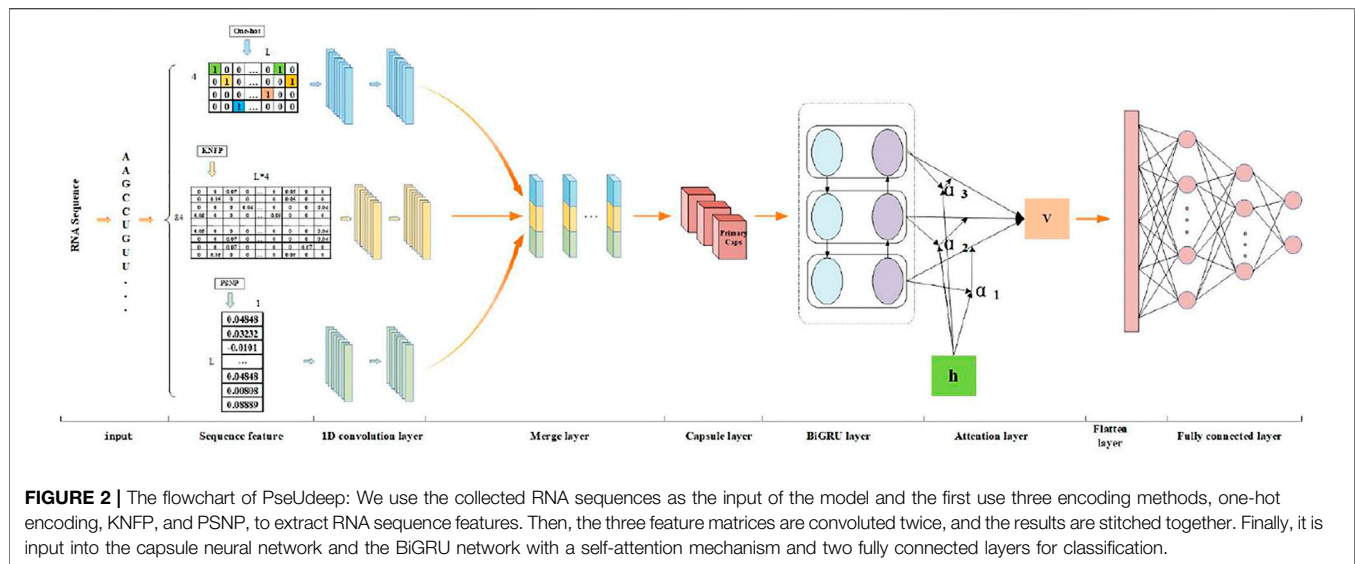 One-hot
L
4
1 0 0 ... 0 1 0
0 1 0 ... 0 0 1
0 0 0 ... 1 0 0
0 0 1 ... 0 0 0
RNA Sequence
A
A
G
C
C
U
G
U
U
.
.
.
KNFP
L*4
84
PSNP
1
L
0.04848
0.03232
-0.0101
...
0.04848
0.00808
0.08889
...
Primary
Caps
α 3
α 2
α 1
h
V
input
Sequence feature
1D convolution layer
Merge layer
Capsule layer
BiGRU layer
Attention layer
Flatten
layer
Fully connected layer
FIGURE 2 | The flowchart of PseUdeep: We use the collected RNA sequences as the input of the model and the first use three encoding methods, one-hot
encoding, KNFP, and PSNP, to extract RNA sequence features. Then, the three feature matrices are convoluted twice, and the results are stitched together. Finally, it is
input into the capsule neural network and the BiGRU network with a self-attention mechanism and two fully connected layers for classification.